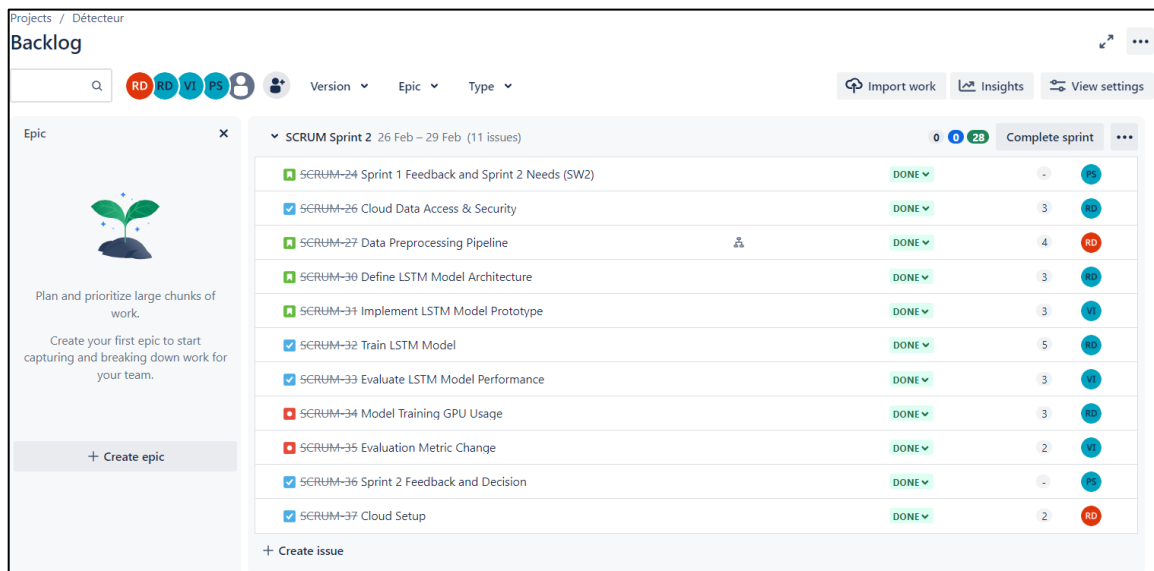 Projects / Détecteur
Backlog
RD RD VI PS Version Epic Type Import work Insights View settings
Epic
SCRUM Sprint 2 26 Feb – 29 Feb (11 issues) 0 0 28 Complete sprint
SCRUM-24 Sprint 1 Feedback and Sprint 2 Needs (SW2) DONE - PS
SCRUM-26 Cloud Data Access & Security DONE 3 RD
SCRUM-27 Data Preprocessing Pipeline DONE 4 RD
SCRUM-30 Define LSTM Model Architecture DONE 3 RD
SCRUM-31 Implement LSTM Model Prototype DONE 3 VI
SCRUM-32 Train LSTM Model DONE 5 RD
SCRUM-33 Evaluate LSTM Model Performance DONE 3 VI
SCRUM-34 Model Training GPU Usage DONE 3 RD
SCRUM-35 Evaluation Metric Change DONE 2 VI
SCRUM-36 Sprint 2 Feedback and Decision DONE - PS
SCRUM-37 Cloud Setup DONE 2 RD
+ Create issue
Plan and prioritize large chunks of
work.
Create your first epic to start
capturing and breaking down work for
your team.
+ Create epic